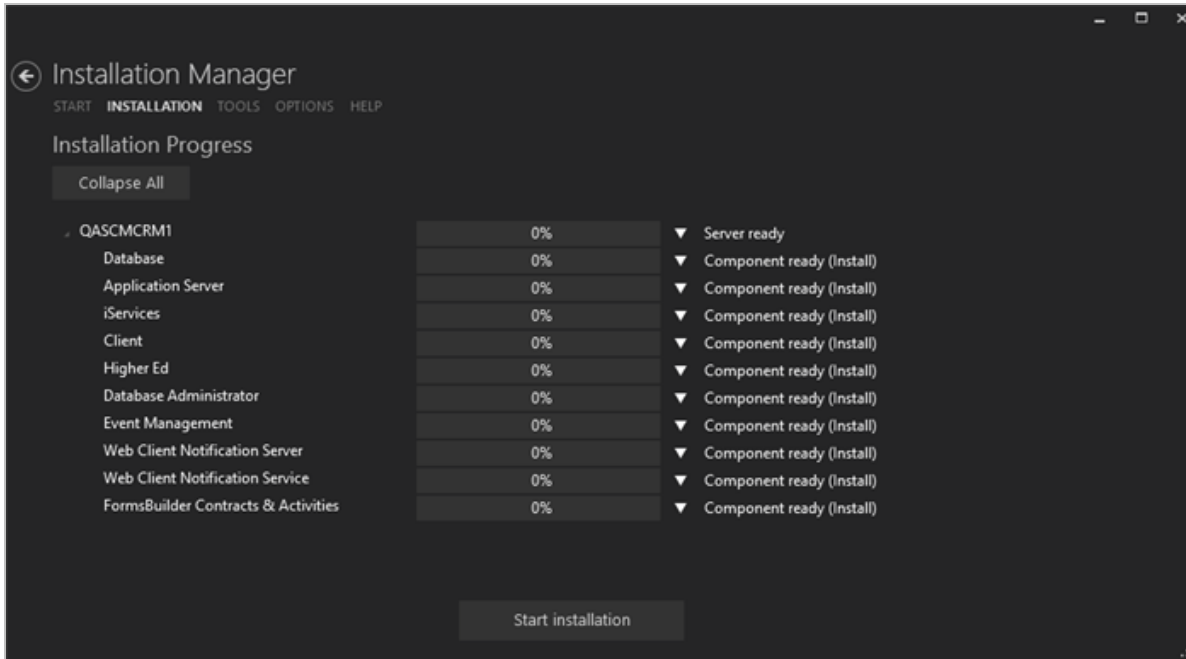 Installation Manager
START INSTALLATION TOOLS OPTIONS HELP
Installation Progress
Collapse All
QASCMCRM1 0% Server ready
Database 0% Component ready (Install)
Application Server 0% Component ready (Install)
iServices 0% Component ready (Install)
Client 0% Component ready (Install)
Higher Ed 0% Component ready (Install)
Database Administrator 0% Component ready (Install)
Event Management 0% Component ready (Install)
Web Client Notification Server 0% Component ready (Install)
Web Client Notification Service 0% Component ready (Install)
FormsBuilder Contracts & Activities 0% Component ready (Install)
Start installation